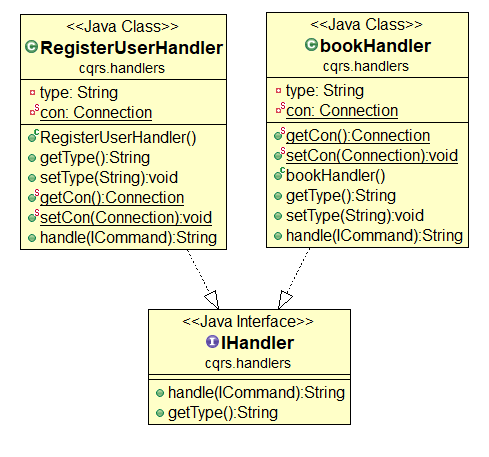 <<Java Class>>
RegisterUserHandler
cqrs.handlers
type: String
con: Connection
RegisterUserHandler()
getType():String
setType(String):void
getCon():Connection
setCon(Connection):void
handle(ICommand):String
<<Java Class>>
bookHandler
cqrs.handlers
type: String
con: Connection
getCon():Connection
setCon(Connection):void
bookHandler()
getType():String
setType(String):void
handle(ICommand):String
<<Java Interface>>
IHandler
cqrs.handlers
handle(ICommand):String
getType():String